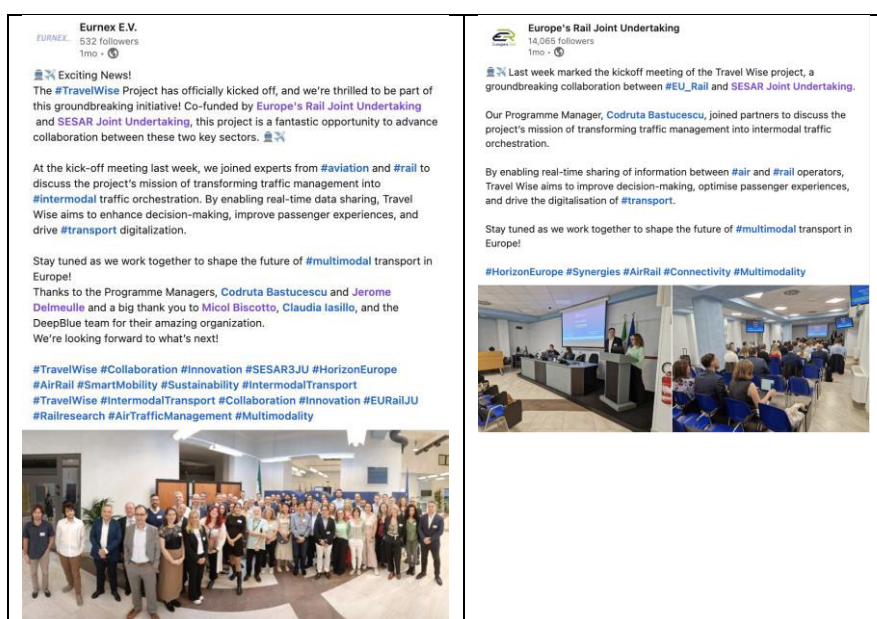 Eurnex E.V.
EURNEX
532 followers
1mo •
🚊✈️ Exciting News!
The #TravelWise Project has officially kicked off, and we're thrilled to be part of
this groundbreaking initiative! Co-funded by Europe's Rail Joint Undertaking
and SESAR Joint Undertaking, this project is a fantastic opportunity to advance
collaboration between these two key sectors. 🚊✈️
At the kick-off meeting last week, we joined experts from #aviation and #rail to
discuss the project's mission of transforming traffic management into
#intermodal traffic orchestration. By enabling real-time data sharing, Travel
Wise aims to enhance decision-making, improve passenger experiences, and
drive #transport digitalization.
Stay tuned as we work together to shape the future of #multimodal transport in
Europe!
Thanks to the Programme Managers, Codruta Bastucescu and Jerome
Delmeulle and a big thank you to Micol Biscotto, Claudia Iasillo, and the
DeepBlue team for their amazing organization.
We're looking forward to what's next!
#TravelWise #Collaboration #Innovation #SESAR3JU #HorizonEurope
#AirRail #SmartMobility #Sustainability #IntermodalTransport
#TravelWise #IntermodalTransport #Collaboration #Innovation #EURailJU
#Railresearch #AirTrafficManagement #Multimodality
Europe's Rail Joint Undertaking
14,065 followers
1mo •
🚊✈️ Last week marked the kickoff meeting of the Travel Wise project, a
groundbreaking collaboration between #EU_Rail and SESAR Joint Undertaking.
Our Programme Manager, Codruta Bastucescu, joined partners to discuss the
project's mission of transforming traffic management into intermodal traffic
orchestration.
By enabling real-time sharing of information between #air and #rail operators,
Travel Wise aims to improve decision-making, optimise passenger experiences,
and drive the digitalisation of #transport.
Stay tuned as we work together to shape the future of #multimodal transport in
Europe!
#HorizonEurope #Synergies #AirRail #Connectivity #Multimodality